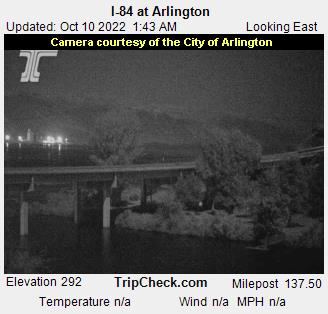 I-84 at Arlington
Updated: Oct 10 2022 1:43 AM Looking East
Camera courtesy of the City of Arlington
Elevation 292 TripCheck.com Milepost 137.50
Temperature n/a Wind n/a MPH n/a